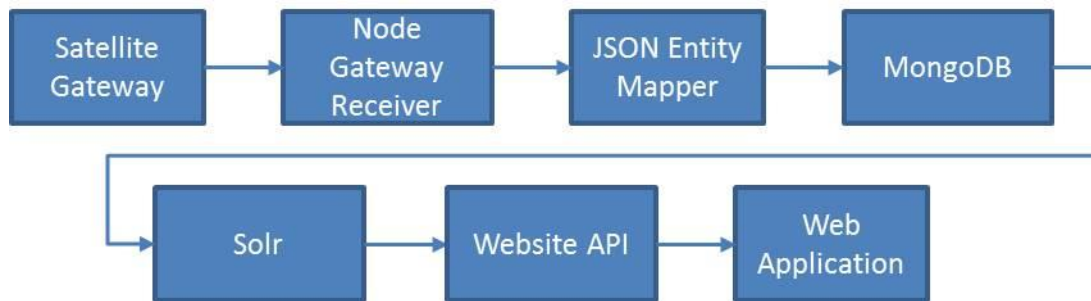 Satellite
Gateway
Node
Gateway
Receiver
JSON Entity
Mapper
MongoDB
Solr
Website API
Web
Application